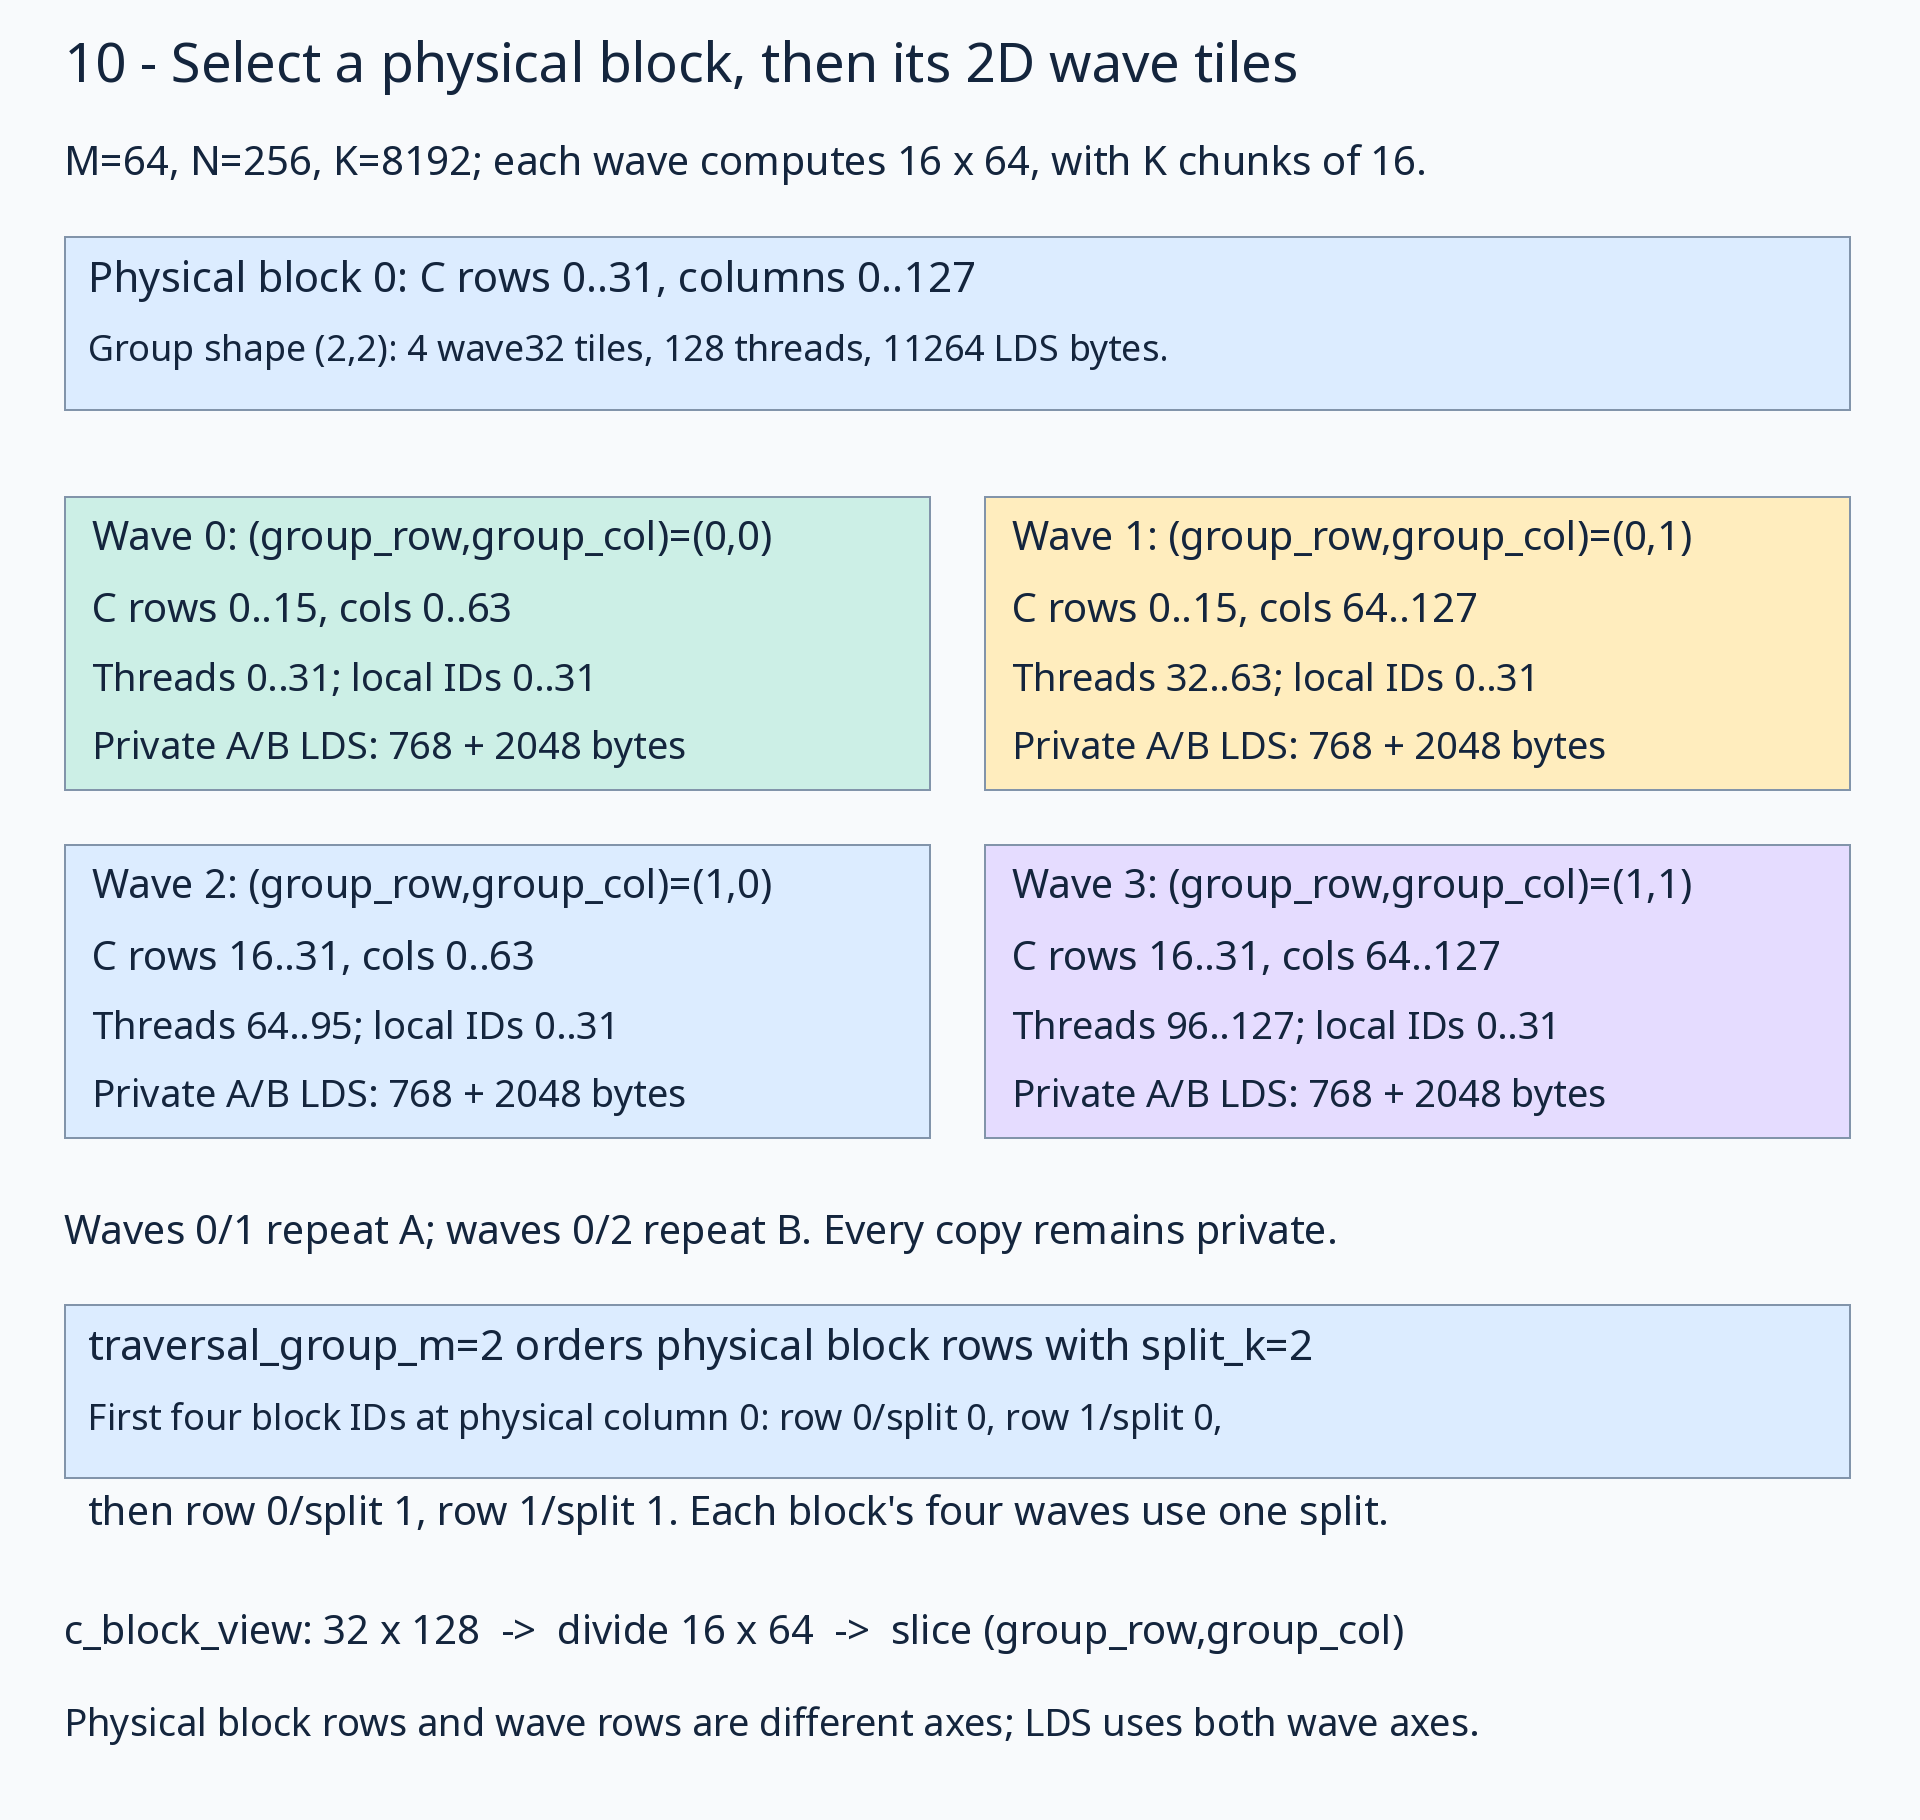 10 - Select a physical block, then its 2D wave tiles
M=64, N=256, K=8192; each wave computes 16 x 64, with K chunks of 16.
Physical block 0: C rows 0..31, columns 0..127
Group shape (2,2): 4 wave32 tiles, 128 threads, 11264 LDS bytes.
Wave 0: (group_row,group_col)=(0,0)
C rows 0..15, cols 0..63
Threads 0..31; local IDs 0..31
Private A/B LDS: 768 + 2048 bytes
Wave 1: (group_row,group_col)=(0,1)
C rows 0..15, cols 64..127
Threads 32..63; local IDs 0..31
Private A/B LDS: 768 + 2048 bytes
Wave 2: (group_row,group_col)=(1,0)
C rows 16..31, cols 0..63
Threads 64..95; local IDs 0..31
Private A/B LDS: 768 + 2048 bytes
Wave 3: (group_row,group_col)=(1,1)
C rows 16..31, cols 64..127
Threads 96..127; local IDs 0..31
Private A/B LDS: 768 + 2048 bytes
Waves 0/1 repeat A; waves 0/2 repeat B. Every copy remains private.
traversal_group_m=2 orders physical block rows with split_k=2
First four block IDs at physical column 0: row 0/split 0, row 1/split 0,
then row 0/split 1, row 1/split 1. Each block's four waves use one split.
c_block_view: 32 x 128 -> divide 16 x 64 -> slice (group_row,group_col)
Physical block rows and wave rows are different axes; LDS uses both wave axes.